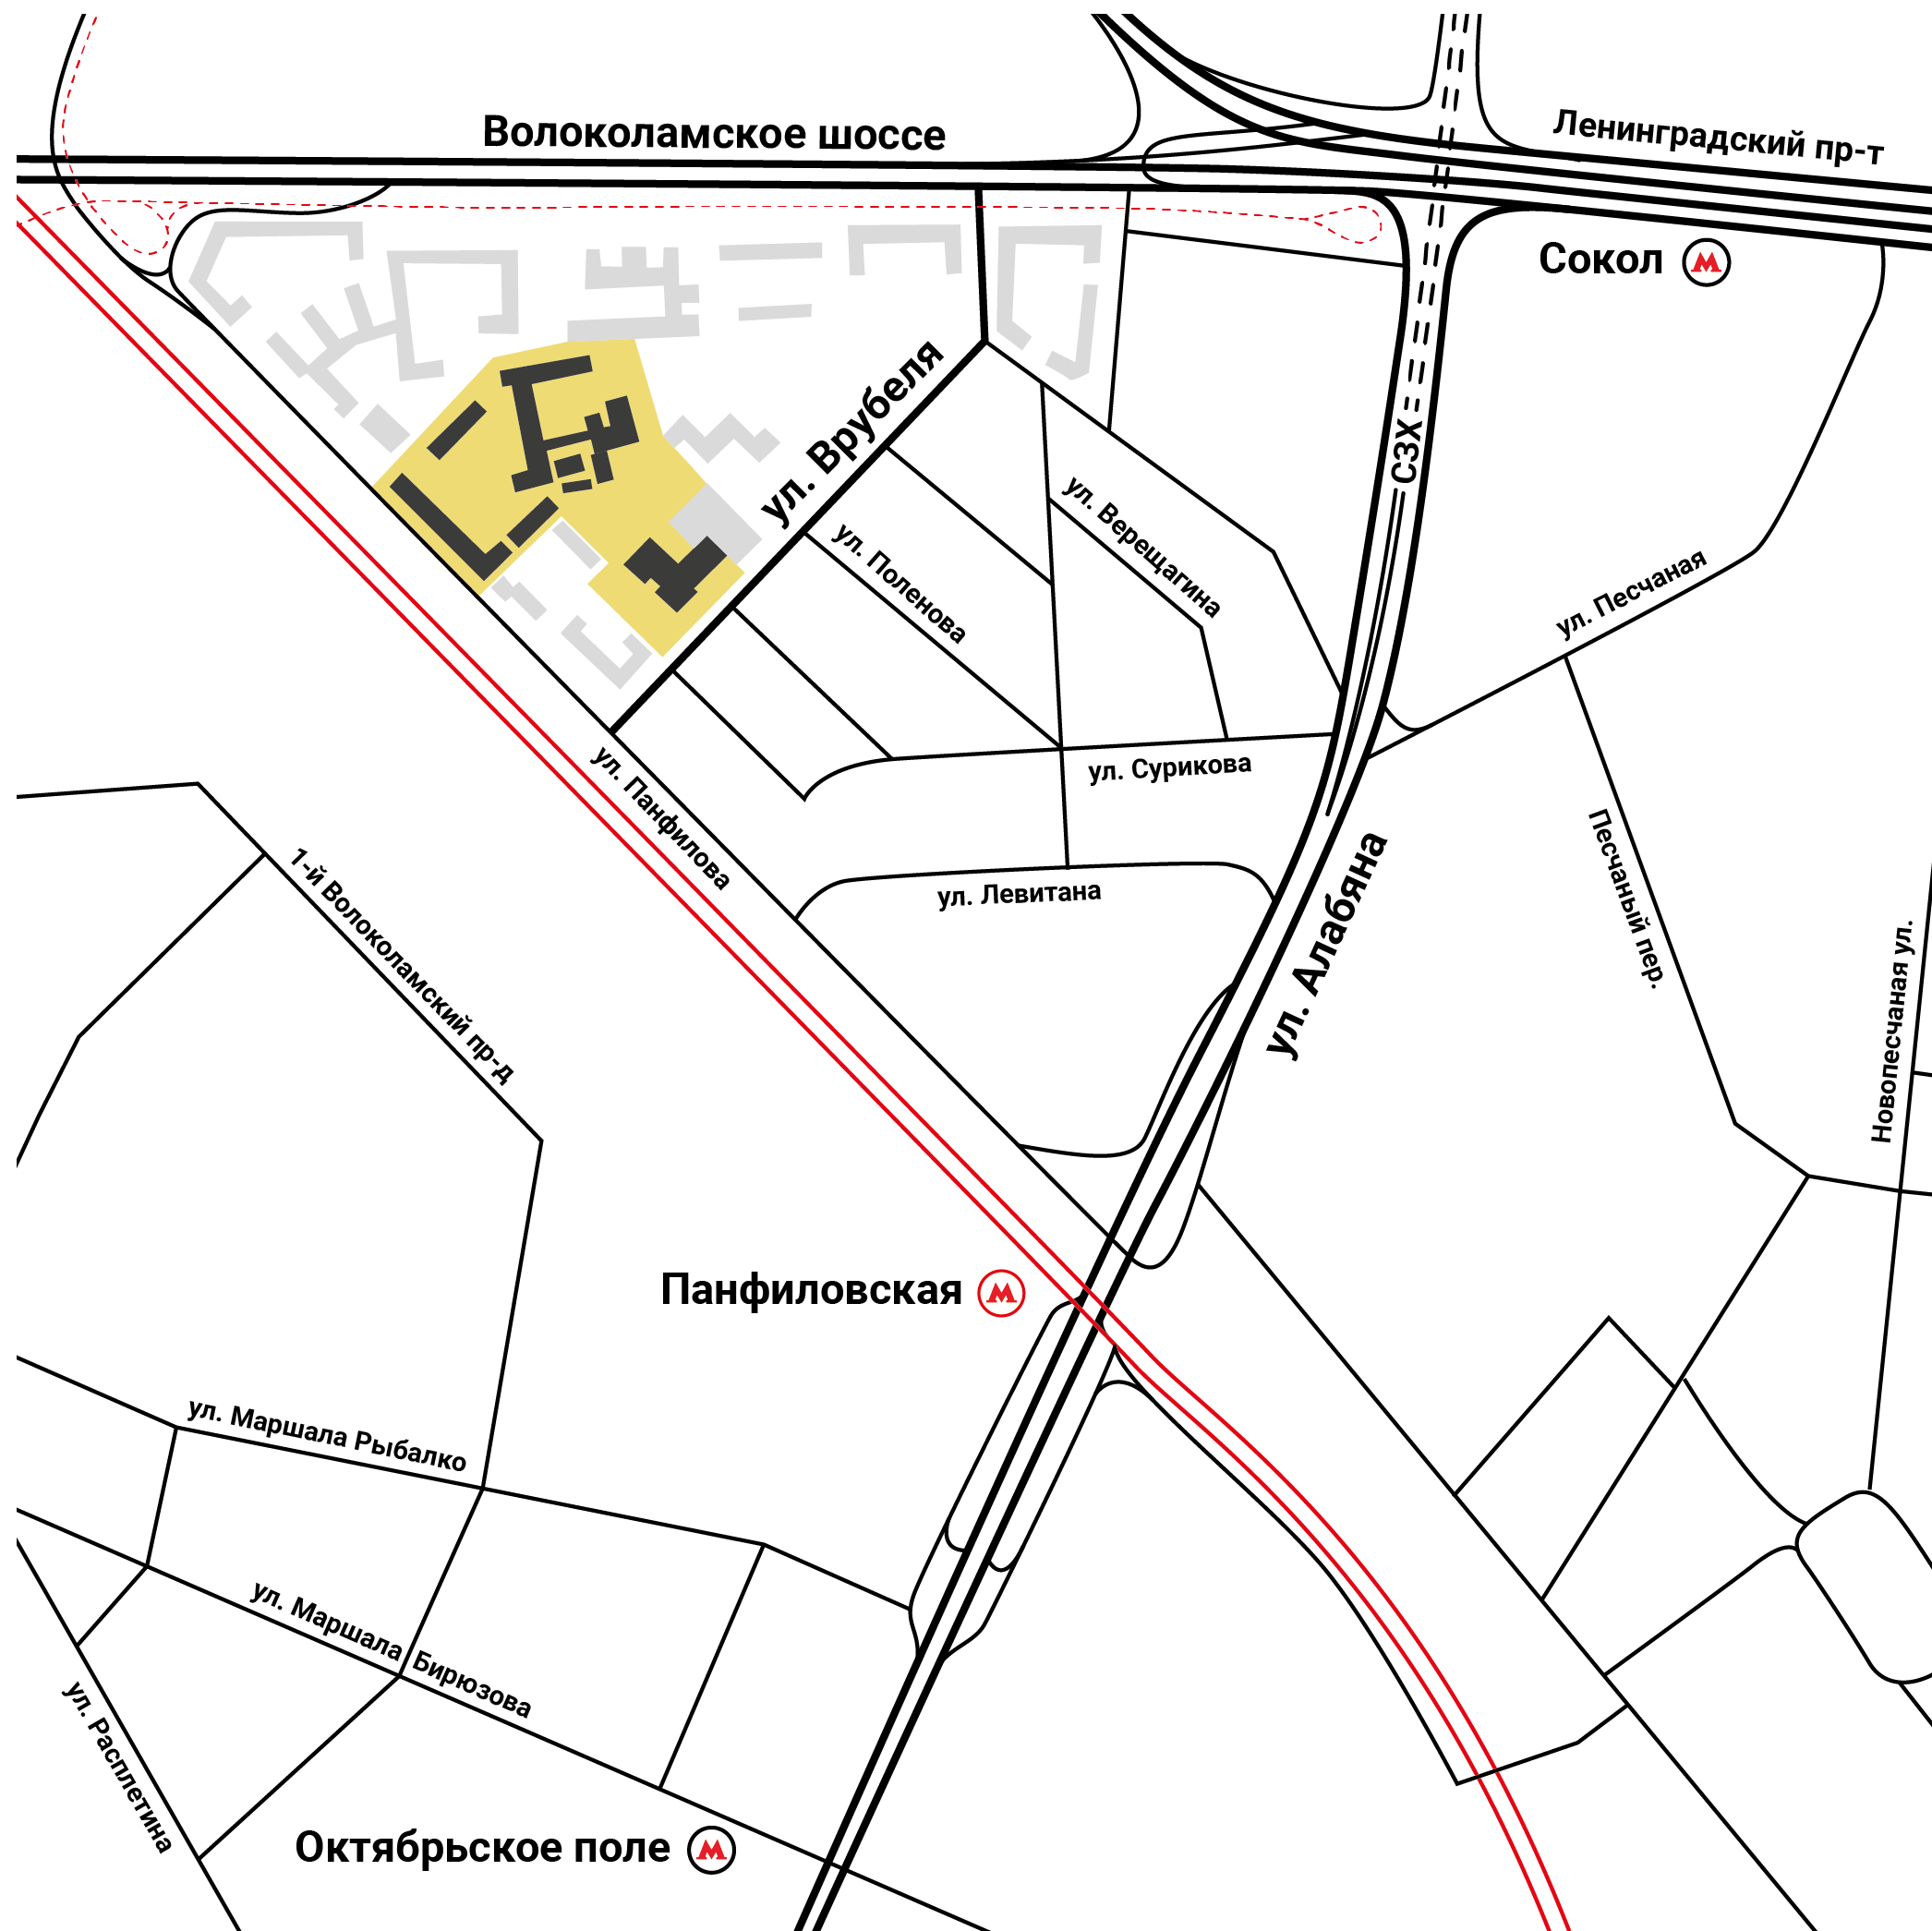 Волоколамское шоссе
Ленинградский пр-т
Сокол М
ул. Врубеля
СЗХ
ул. Верещагина
ул. Поленова
ул. Песчаная
ул. Сурикова
ул. Панфилова
Песчаный пер.
1-й Волоколамский пр-д
ул. Левитана
ул. Алабяна
Новопесчаная ул.
Панфиловская М
ул. Маршала Рыбалко
ул. Маршала Бирюзова
ул. Расплетина
Октябрьское поле М